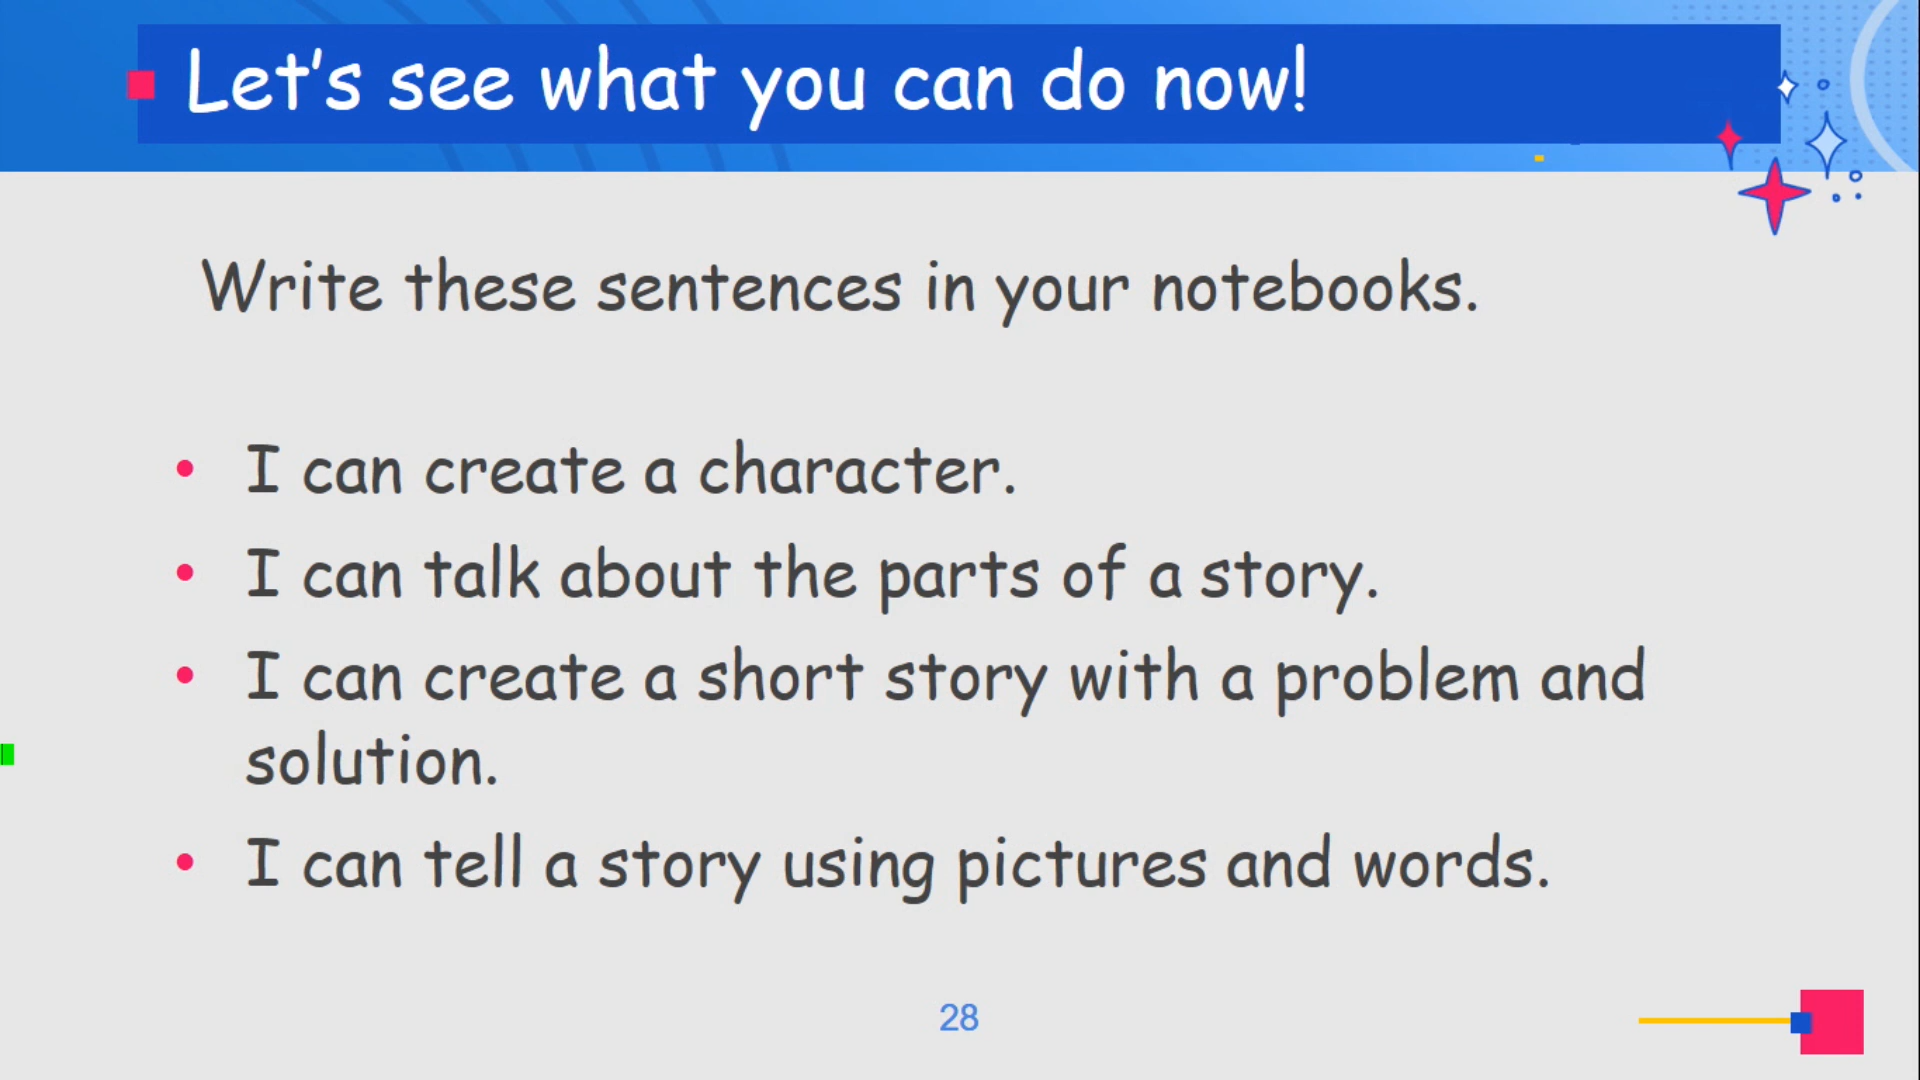 Let's see what you can do now!
Write these sentences in your notebooks.
• I can create a character.
• I can talk about the parts of a story.
• I can create a short story with a problem and
solution.
• I can tell a story using pictures and words.
28